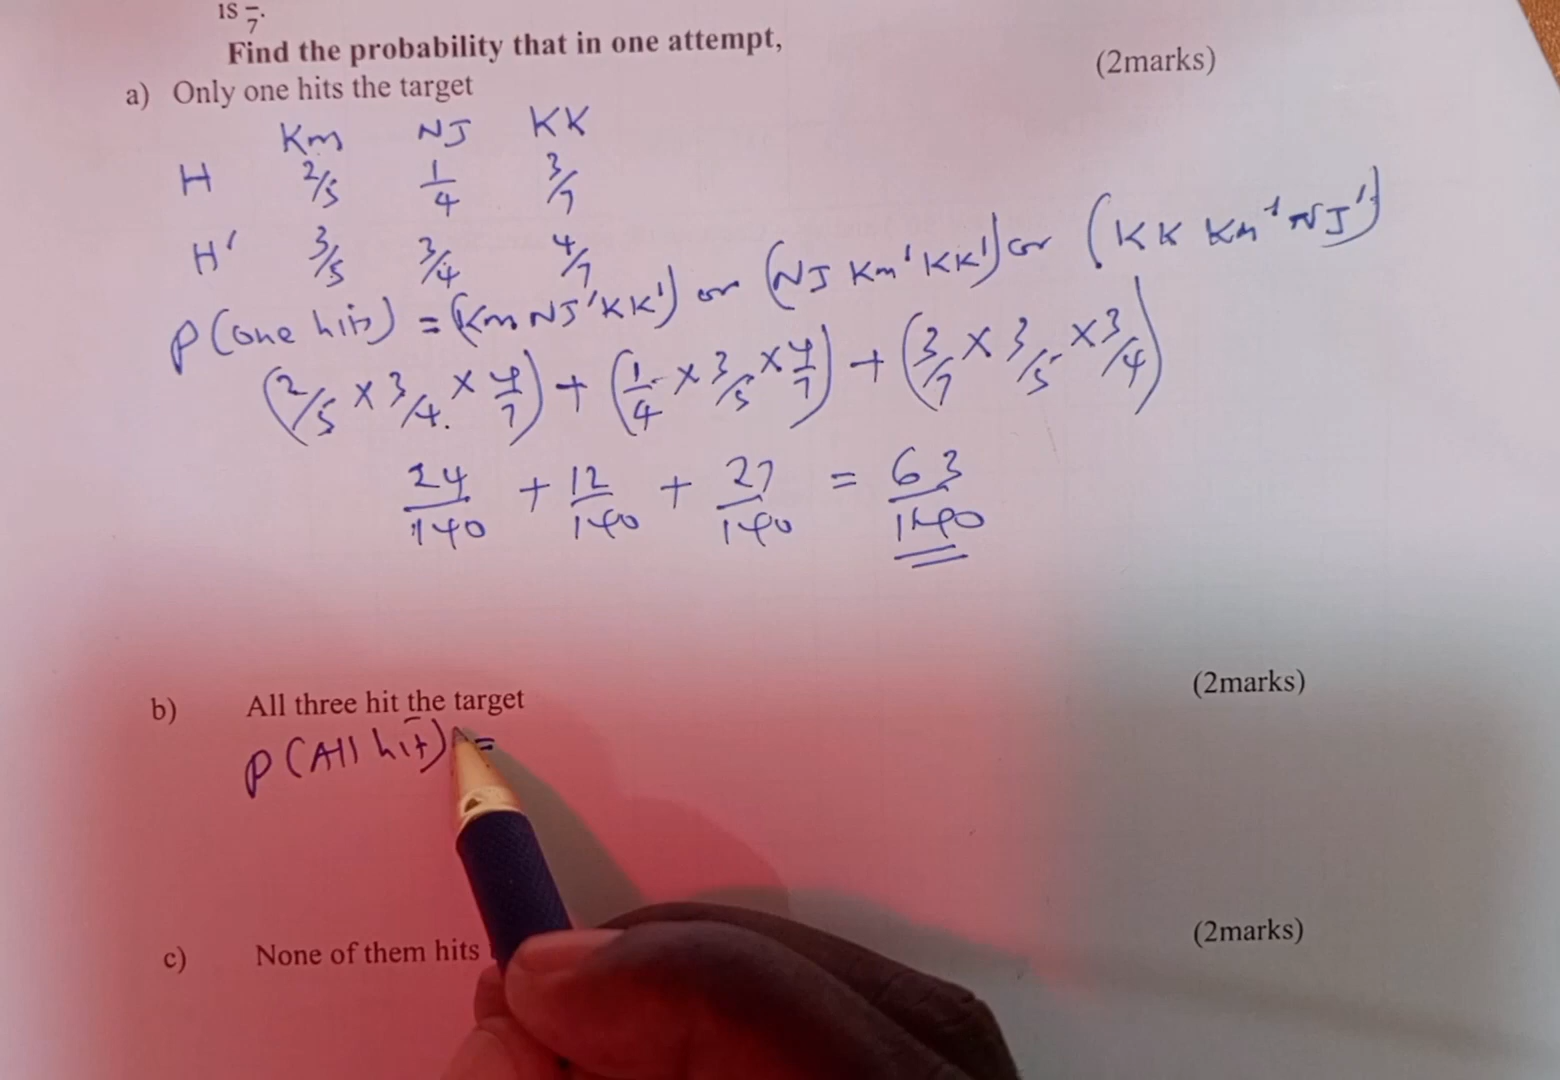 is –/7.
Find the probability that in one attempt,
a) Only one hits the target (2marks)
Km NJ KK
H 2/5 1/4 3/7
H' 3/5 3/4 4/7
P(one hits) = (Km NJ' KK') or (NJ Km' KK') or (KK Km' NJ')
(2/5 × 3/4. × 4/7) + (1/4 × 3/5 × 4/7) + (3/7 × 3/5 × 3/4)
24/140 + 12/140 + 27/140 = 63/140
b) All three hit the target (2marks)
P(All hit) =
c) None of them hits (2marks)